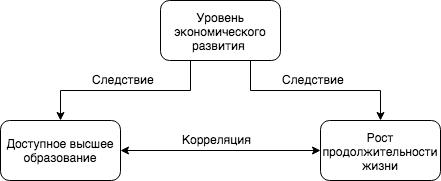 Уровень
экономического
развития
Следствие
Следствие
Доступное высшее
образование
Корреляция
Рост
продолжительности
жизни